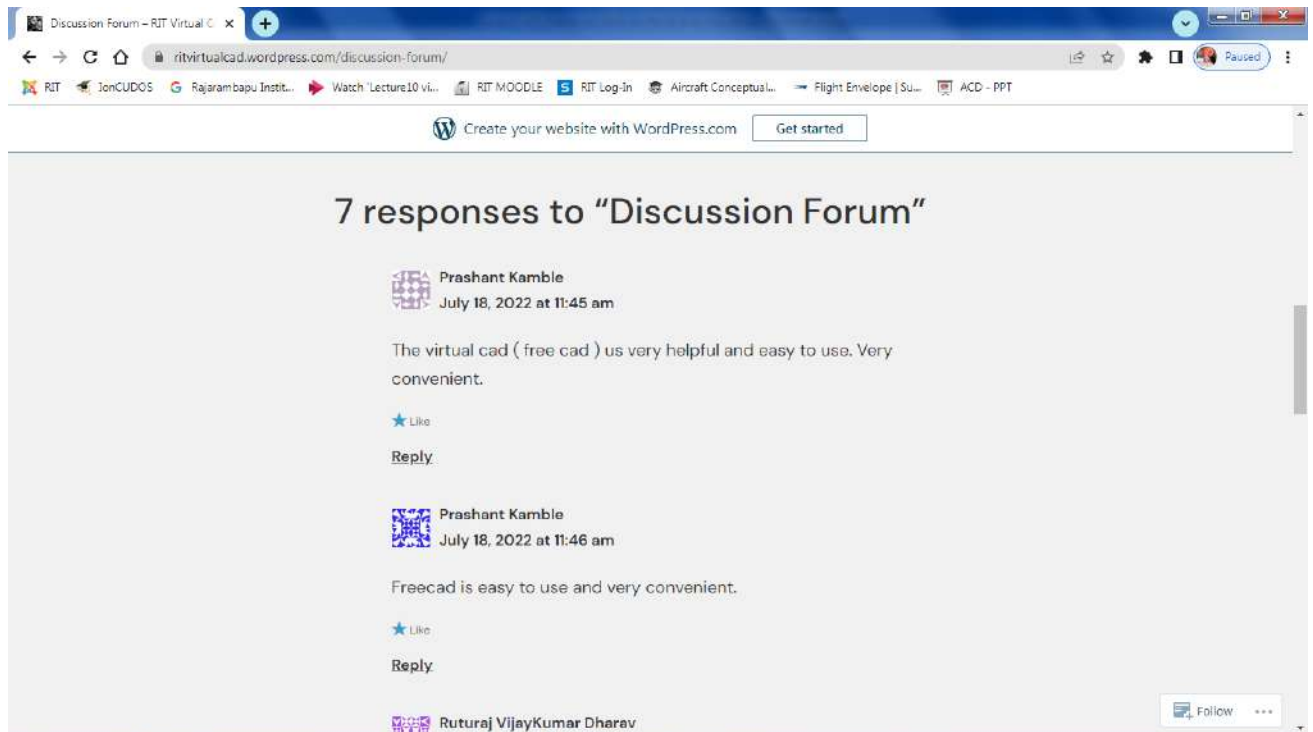 Discussion Forum – RIT Virtual C
ritvirtualcad.wordpress.com/discussion-forum/
Paused
RIT JonCUDOS Rajarambapu Instit... Watch 'Lecture10 vi... RIT MOODLE RIT Log-In Aircraft Conceptual... Flight Envelope | Su... ACD - PPT
Create your website with WordPress.com Get started
7 responses to “Discussion Forum”
Prashant Kamble
July 18, 2022 at 11:45 am
The virtual cad ( free cad ) us very helpful and easy to use. Very
convenient.
Like
Reply
Prashant Kamble
July 18, 2022 at 11:46 am
Freecad is easy to use and very convenient.
Like
Reply
Ruturaj VijayKumar Dharav
Follow ...